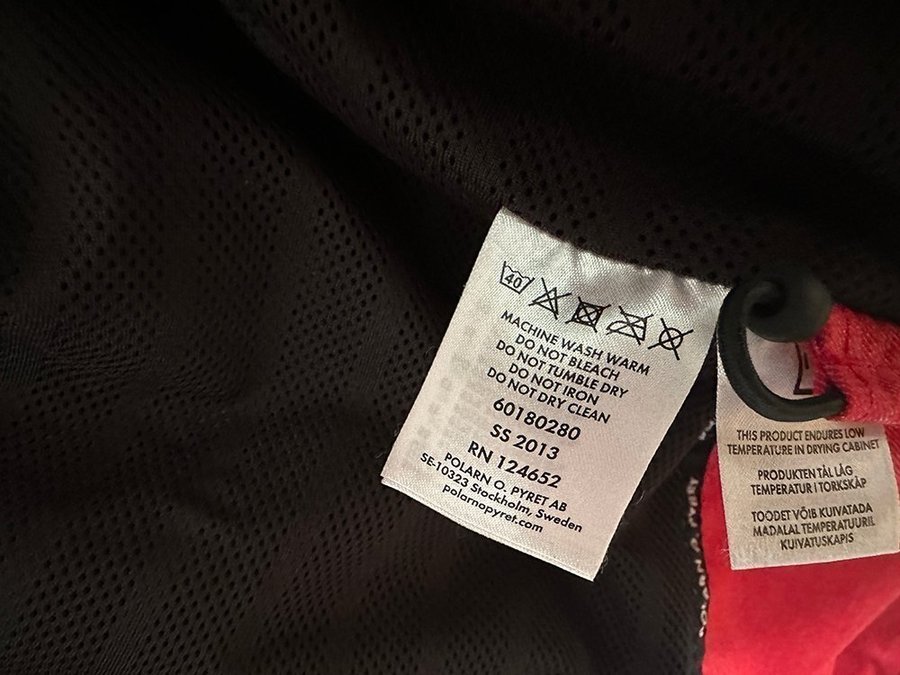 40
MACHINE WASH WARM
DO NOT BLEACH
DO NOT TUMBLE DRY
DO NOT IRON
DO NOT DRY CLEAN
60180280
SS 2013
RN 124652
POLARN O. PYRET AB
SE-10323 Stockholm, Sweden
polarnopyret.com
THIS PRODUCT ENDURES LOW
TEMPERATURE IN DRYING CABINET
PRODUKTEN TÅL LÅG
TEMPERATUR I TORKSKÅP
TOODET VÕIB KUIVATADA
MADALAL TEMPERATUURIL
KUIVATUSKAPIS
POLARN O. PYRET